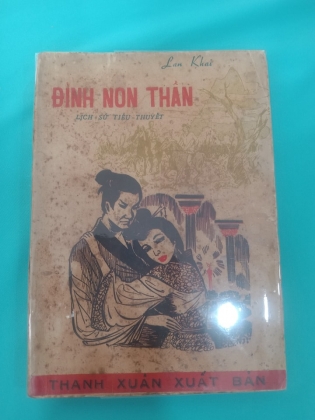 Lan Khai
ĐỈNH NON THẦN
LỊCH · SỬ TIỂU · THUYẾT
THANH XUÂN XUẤT BẢN